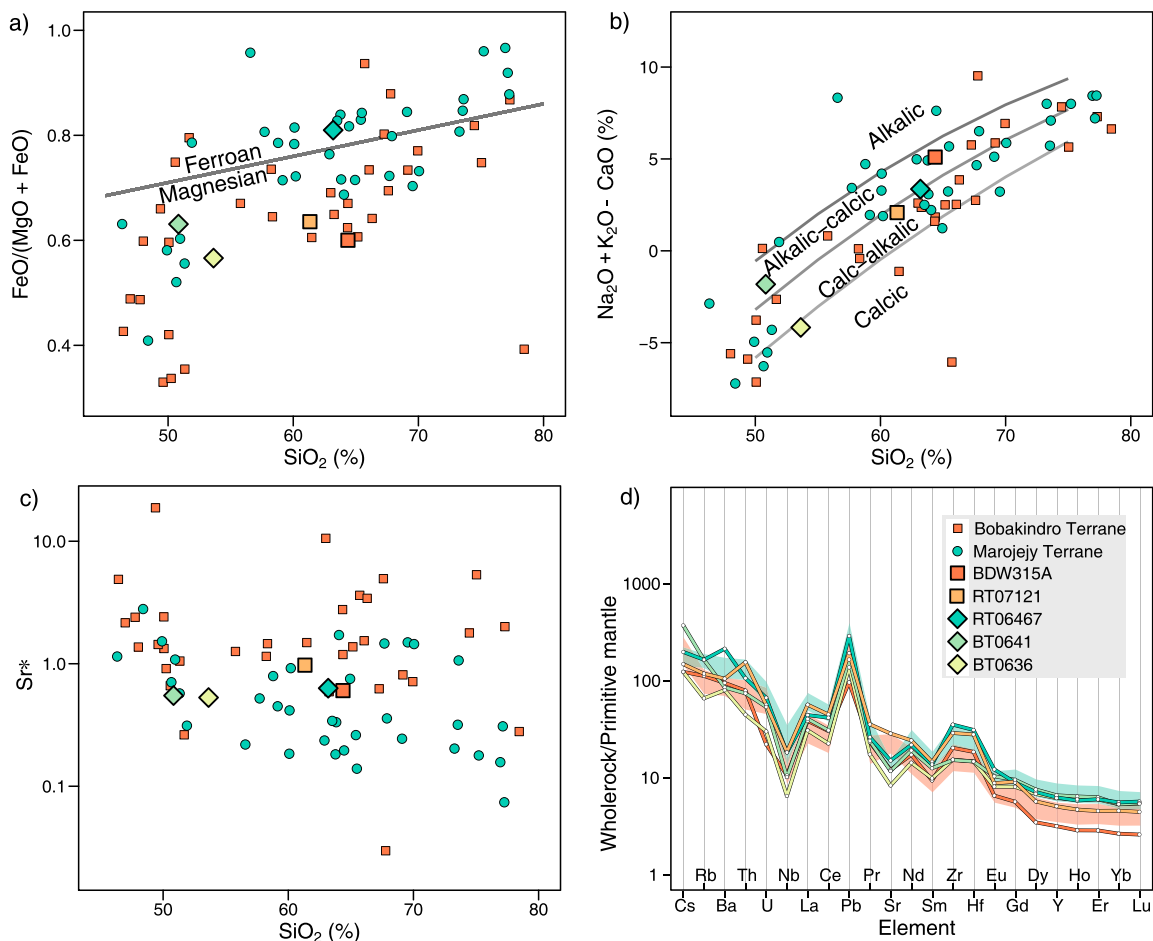 a)
1.0
0.8
0.6
0.4
FeO/(MgO + FeO)
Ferroan
Magnesian
50
60
70
80
SiO₂ (%)
b)
10
5
0
−5
Na₂O + K₂O - CaO (%)
Alkalic
Alkalic−calcic
Calc−alkalic
Calcic
50
60
70
80
SiO₂ (%)
c)
10.0
1.0
0.1
Sr*
50
60
70
80
SiO₂ (%)
d)
Bobakindro Terrane
Marojejy Terrane
BDW315A
RT07121
RT06467
BT0641
BT0636
1000
100
10
1
Wholerock/Primitive mantle
Rb Th Nb Ce Pr Nd Zr Eu Dy Ho Yb
Cs Ba U La Pb Sr Sm Hf Gd Y Er Lu
Element